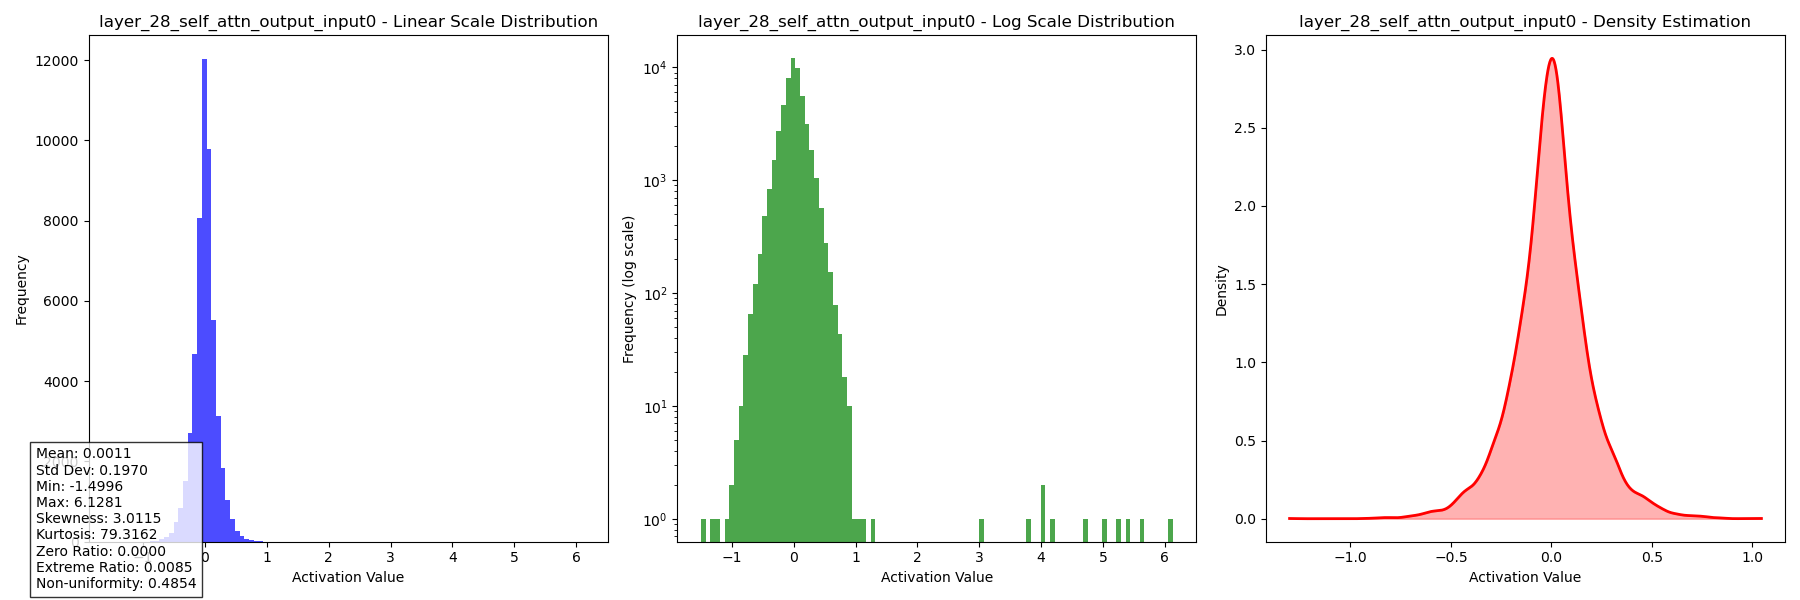 layer_28_self_attn_output_input0 - Linear Scale Distribution
12000
10000
8000
6000
4000
2000
0
Frequency
0
1
2
3
4
5
6
Activation Value
Mean: 0.0011
Std Dev: 0.1970
Min: -1.4996
Max: 6.1281
Skewness: 3.0115
Kurtosis: 79.3162
Zero Ratio: 0.0000
Extreme Ratio: 0.0085
Non-uniformity: 0.4854
layer_28_self_attn_output_input0 - Log Scale Distribution
10⁴
10³
10²
10¹
10⁰
Frequency (log scale)
−1
0
1
2
3
4
5
6
Activation Value
layer_28_self_attn_output_input0 - Density Estimation
3.0
2.5
2.0
1.5
1.0
0.5
0.0
Density
−1.0
−0.5
0.0
0.5
1.0
Activation Value